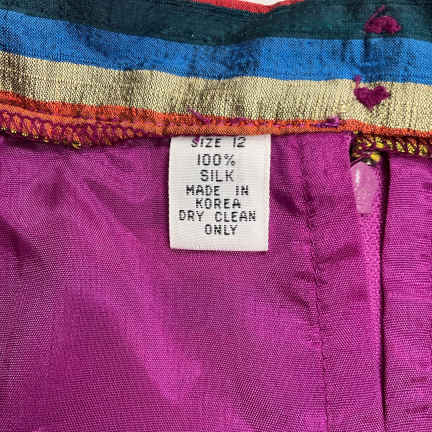 SIZE 12
100%
SILK
MADE IN
KOREA
DRY CLEAN
ONLY